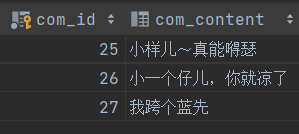 com_id com_content
25 小样儿～真能嘚瑟
26 小一个仔儿，你就凉了
27 我跨个蓝先